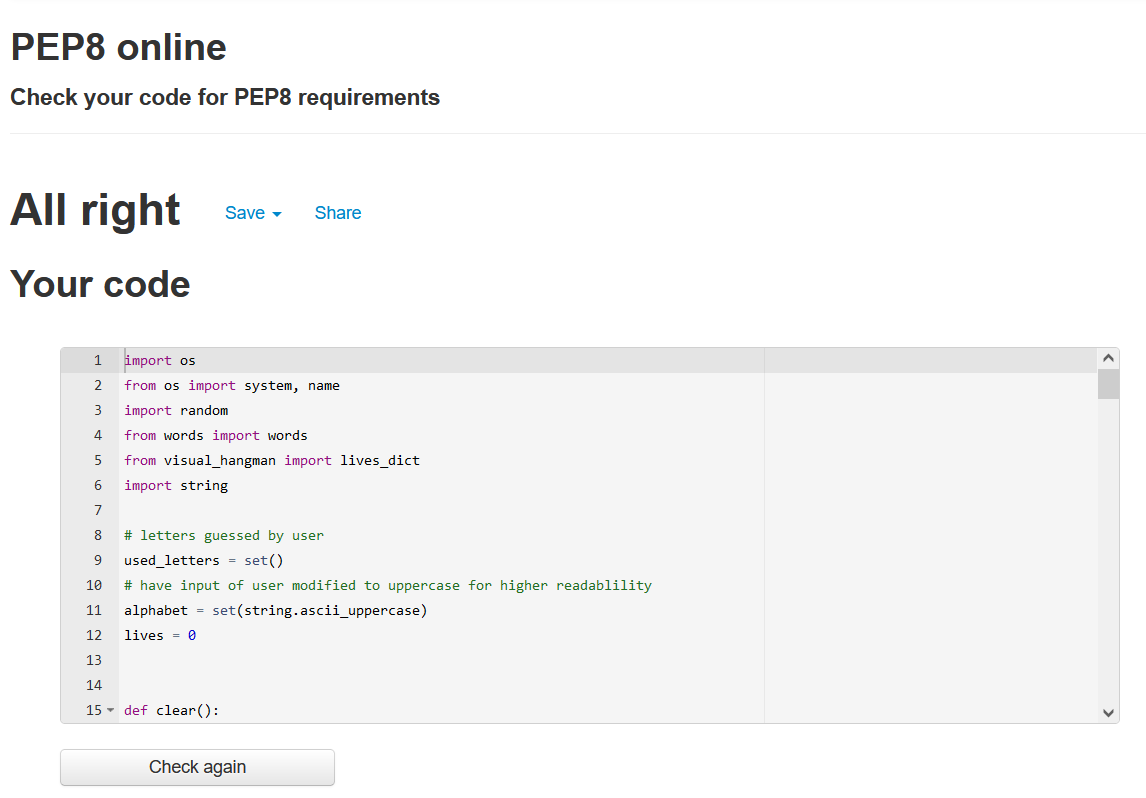 PEP8 online
Check your code for PEP8 requirements
All right Save Share
Your code
1 import os
2 from os import system, name
3 import random
4 from words import words
5 from visual_hangman import lives_dict
6 import string
7
8 # letters guessed by user
9 used_letters = set()
10 # have input of user modified to uppercase for higher readablility
11 alphabet = set(string.ascii_uppercase)
12 lives = 0
13
14
15 def clear():
Check again